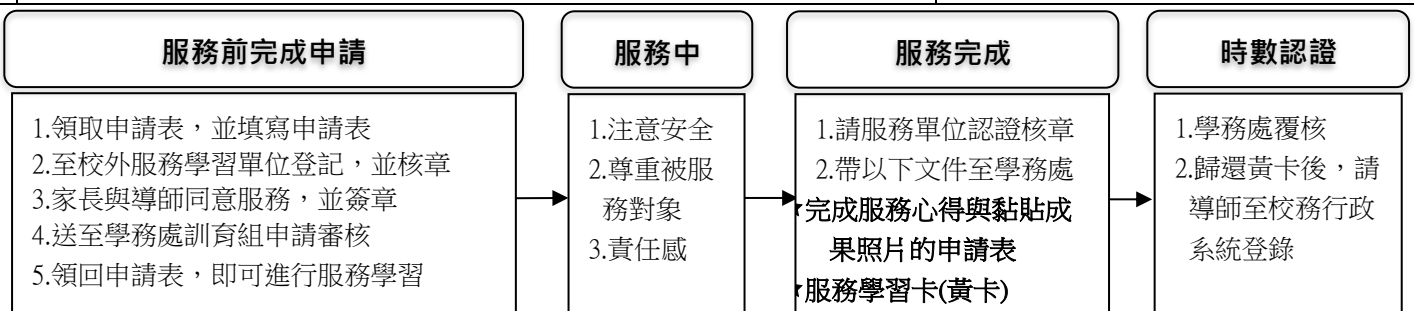 服務前完成申請
1.領取申請表，並填寫申請表
2.至校外服務學習單位登記，並核章
3.家長與導師同意服務，並簽章
4.送至學務處訓育組申請審核
5.領回申請表，即可進行服務學習
服務中
1.注意安全
2.尊重被服
務對象
3.責任感
服務完成
1.請服務單位認證核章
2.帶以下文件至學務處
★完成服務心得與黏貼成
果照片的申請表
★服務學習卡(黃卡)
時數認證
1.學務處覆核
2.歸還黃卡後，請
導師至校務行政
系統登錄